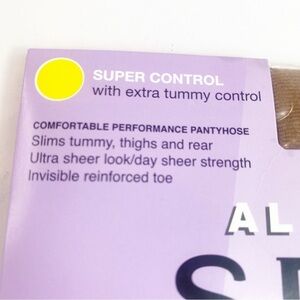 SUPER CONTROL
with extra tummy control
COMFORTABLE PERFORMANCE PANTYHOSE
Slims tummy, thighs and rear
Ultra sheer look/day sheer strength
Invisible reinforced toe
AL